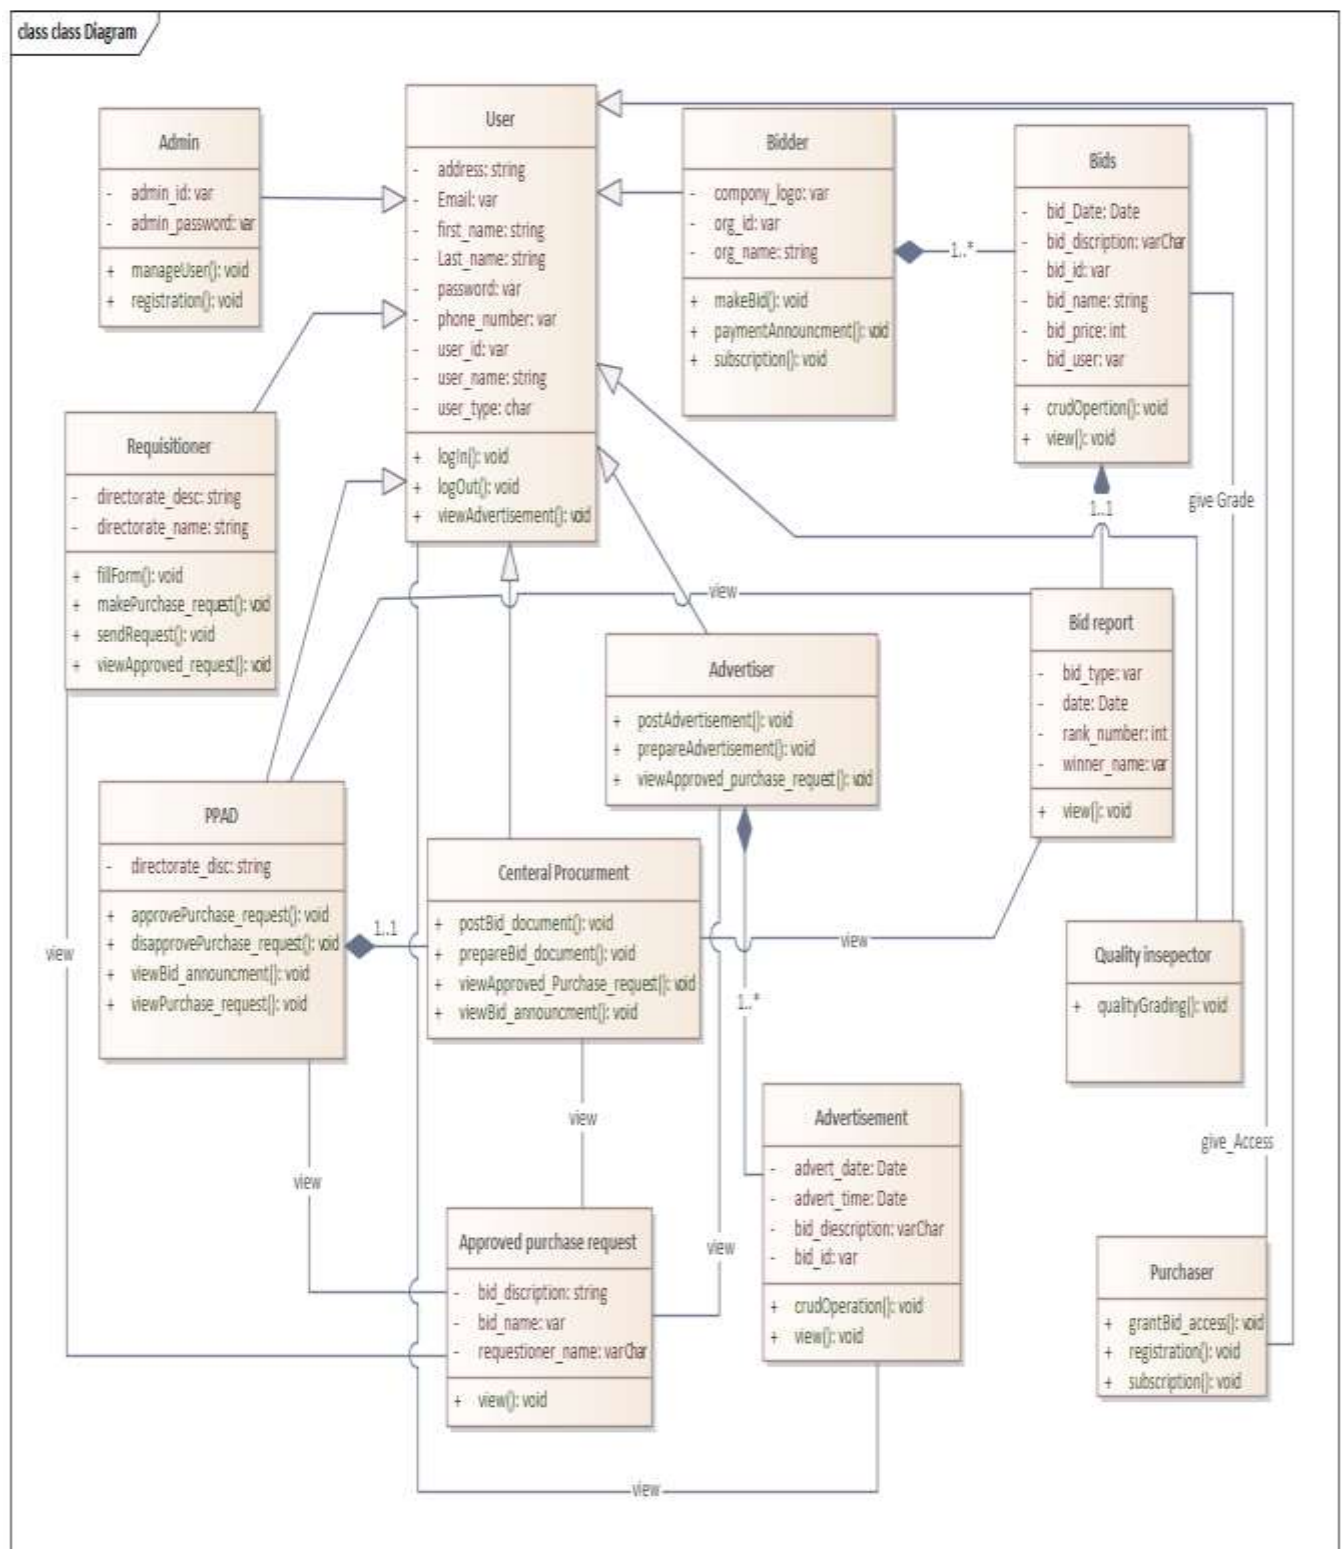 class class Diagram
User
- address: string
- Email: var
- first_name: string
- Last_name: string
- password: var
- phone_number: var
- user_id: var
- user_name: string
- user_type: char
+ logIn(): void
+ logOut(): void
+ viewAdvertisement(): void
Admin
- admin_id: var
- admin_password: var
+ manageUser(): void
+ registration(): void
Bidder
- compony_logo: var
- org_id: var
- org_name: string
+ makeBid(): void
+ paymentAnnouncment(): void
+ subscription(): void
1..*
Bids
- bid_Date: Date
- bid_discription: varChar
- bid_id: var
- bid_name: string
- bid_price: int
- bid_user: var
+ crudOpertion(): void
+ view(): void
give Grade
1..1
Requisitioner
- directorate_desc: string
- directorate_name: string
+ fillForm(): void
+ makePurchase_request(): void
+ sendRequest(): void
+ viewApproved_request(): void
view
Bid report
- bid_type: var
- date: Date
- rank_number: int
- winner_name: var
+ view(): void
Advertiser
+ postAdvertisement(): void
+ prepareAdvertisement(): void
+ viewApproved_purchase_request(): void
PPAD
- directorate_disc: string
+ approvePurchase_request(): void
+ disapprovePurchase_request(): void
+ viewBid_announcment(): void
+ viewPurchase_request(): void
1..1
Centeral Procurment
+ postBid_document(): void
+ prepareBid_document(): void
+ viewApproved_Purchase_request(): void
+ viewBid_announcment(): void
view
view
1..*
Quality insepector
+ qualityGrading(): void
view
view
give_Access
Advertisement
- advert_date: Date
- advert_time: Date
- bid_diescription: varChar
- bid_id: var
+ crudOperation(): void
+ view(): void
Approved purchase request
- bid_discription: string
- bid_name: var
- requestioner_name: varChar
+ view(): void
view
Purchaser
+ grantBid_access(): void
+ registration(): void
+ subscription(): void
view